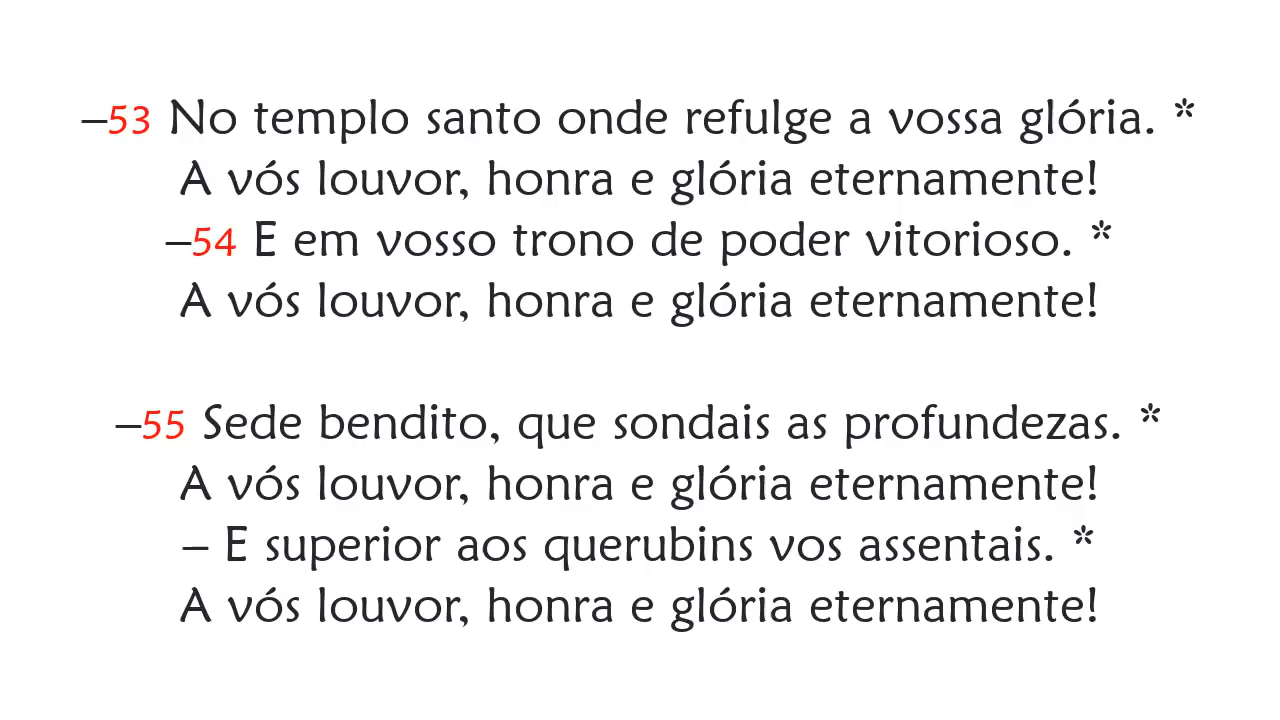 –53 No templo santo onde refulge a vossa glória. *
A vós louvor, honra e glória eternamente!
–54 E em vosso trono de poder vitorioso. *
A vós louvor, honra e glória eternamente!
–55 Sede bendito, que sondais as profundezas. *
A vós louvor, honra e glória eternamente!
– E superior aos querubins vos assentais. *
A vós louvor, honra e glória eternamente!